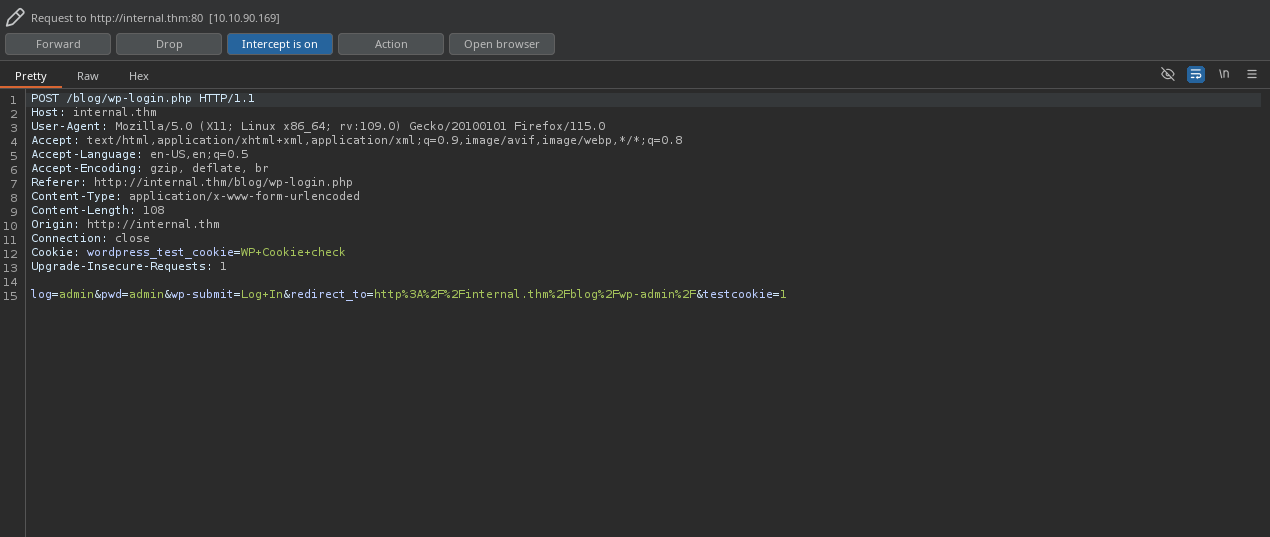 Request to http://internal.thm:80 [10.10.90.169]
Forward Drop Intercept is on Action Open browser
Pretty Raw Hex \n
1 POST /blog/wp-login.php HTTP/1.1
2 Host: internal.thm
3 User-Agent: Mozilla/5.0 (X11; Linux x86_64; rv:109.0) Gecko/20100101 Firefox/115.0
4 Accept: text/html,application/xhtml+xml,application/xml;q=0.9,image/avif,image/webp,*/*;q=0.8
5 Accept-Language: en-US,en;q=0.5
6 Accept-Encoding: gzip, deflate, br
7 Referer: http://internal.thm/blog/wp-login.php
8 Content-Type: application/x-www-form-urlencoded
9 Content-Length: 108
10 Origin: http://internal.thm
11 Connection: close
12 Cookie: wordpress_test_cookie=WP+Cookie+check
13 Upgrade-Insecure-Requests: 1
14
15 log=admin&pwd=admin&wp-submit=Log+In&redirect_to=http%3A%2F%2Finternal.thm%2Fblog%2Fwp-admin%2F&testcookie=1